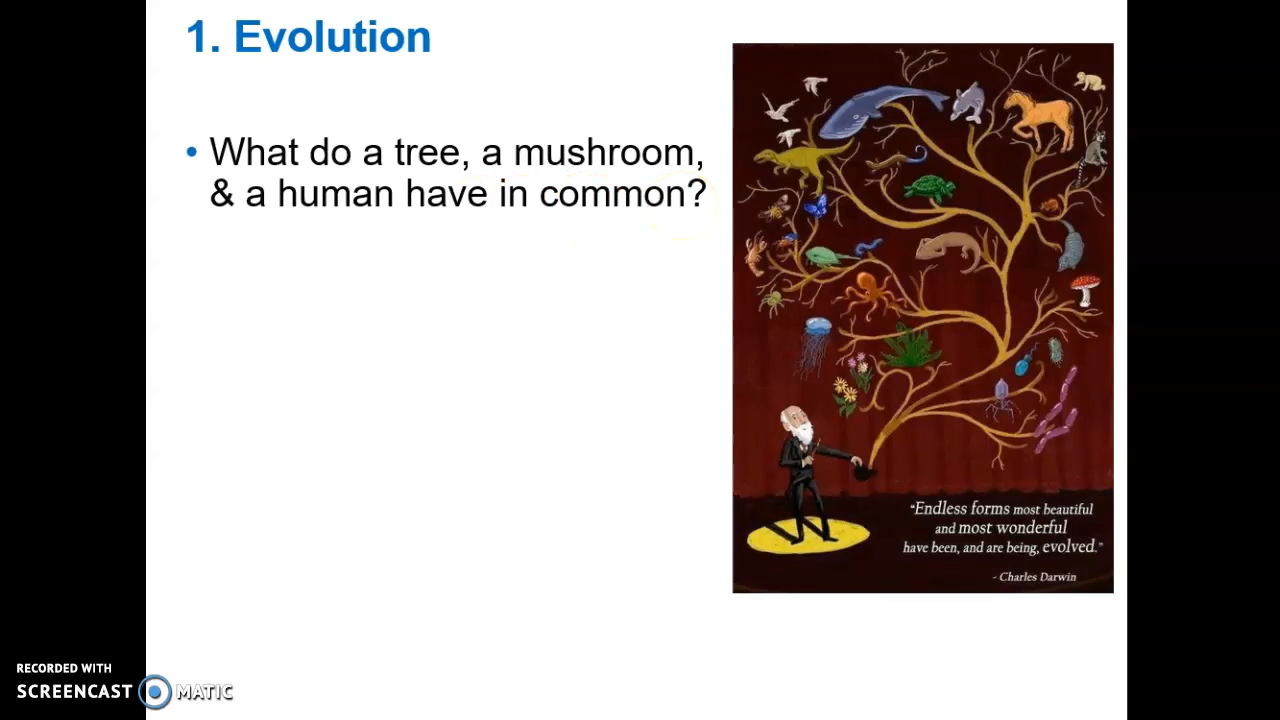 1. Evolution
• What do a tree, a mushroom,
& a human have in common?
“Endless forms most beautiful
and most wonderful
have been, and are being, evolved.”
- Charles Darwin
RECORDED WITH
SCREENCAST MATIC